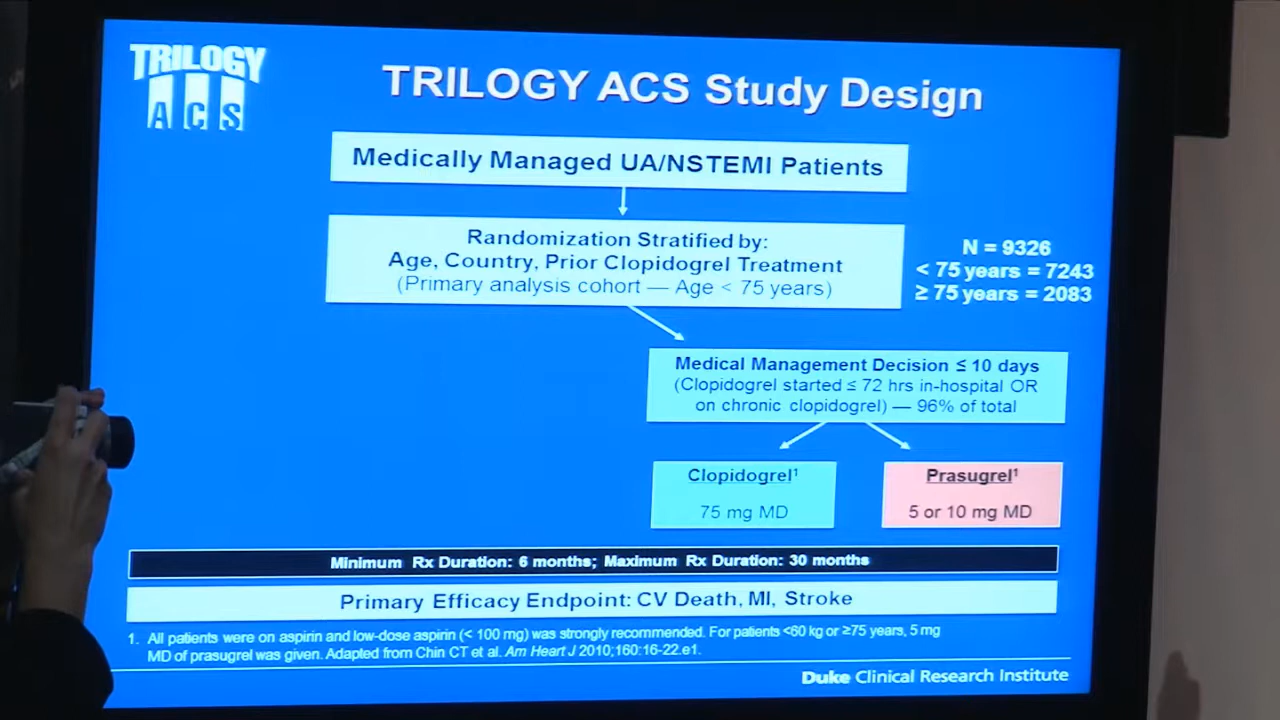 TRILOGY
ACS
TRILOGY ACS Study Design
Medically Managed UA/NSTEMI Patients
Randomization Stratified by:
Age, Country, Prior Clopidogrel Treatment
(Primary analysis cohort — Age < 75 years)
N = 9326
< 75 years = 7243
≥ 75 years = 2083
Medical Management Decision ≤ 10 days
(Clopidogrel started ≤ 72 hrs in-hospital OR
on chronic clopidogrel) — 96% of total
Clopidogrel¹
75 mg MD
Prasugrel¹
5 or 10 mg MD
Minimum Rx Duration: 6 months; Maximum Rx Duration: 30 months
Primary Efficacy Endpoint: CV Death, MI, Stroke
1. All patients were on aspirin and low-dose aspirin (< 100 mg) was strongly recommended. For patients <60 kg or ≥75 years, 5 mg
MD of prasugrel was given. Adapted from Chin CT et al. Am Heart J 2010;160:16-22.e1.
Duke Clinical Research Institute